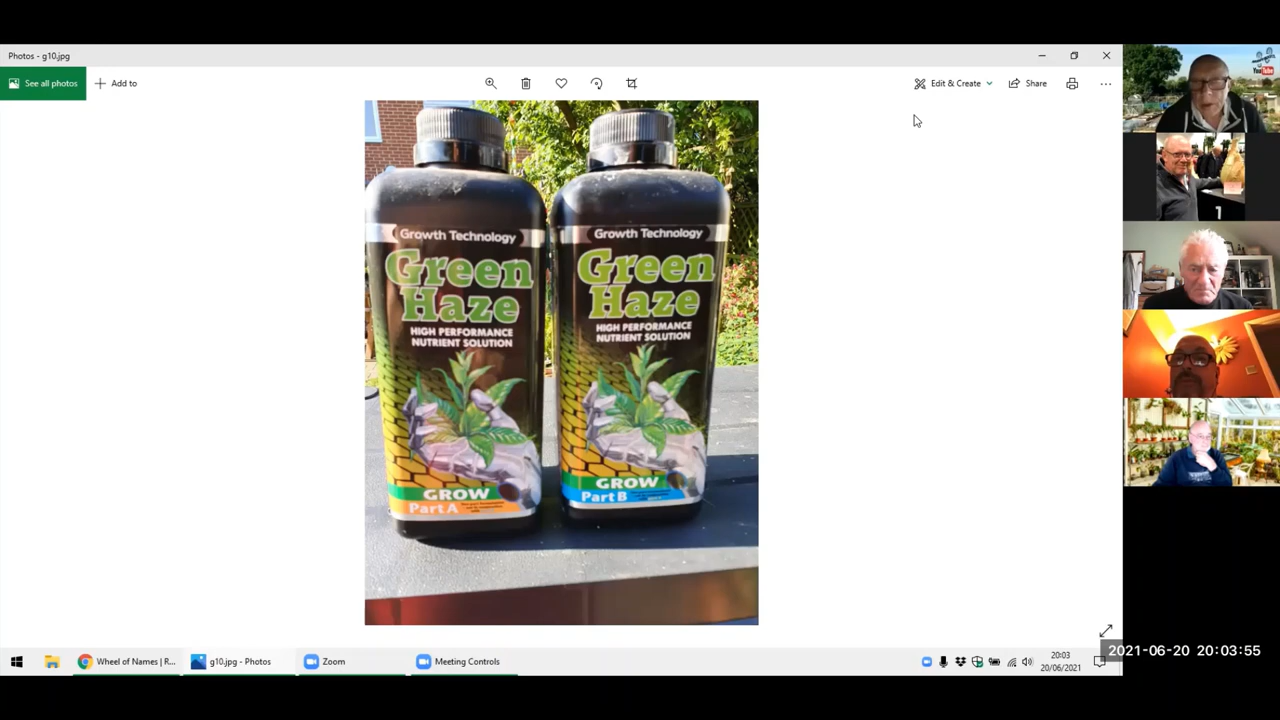 Photos - g10.jpg
See all photos
Add to
Edit & Create
Share
YouTube
Growth Technology
Green
Haze
HIGH PERFORMANCE
NUTRIENT SOLUTION
GROW
Part A
Growth Technology
Green
Haze
HIGH PERFORMANCE
NUTRIENT SOLUTION
GROW
Part B
1
Wheel of Names | R...
g10.jpg - Photos
Zoom
Meeting Controls
20:03
20/06/2021
2021-06-20 20:03:55